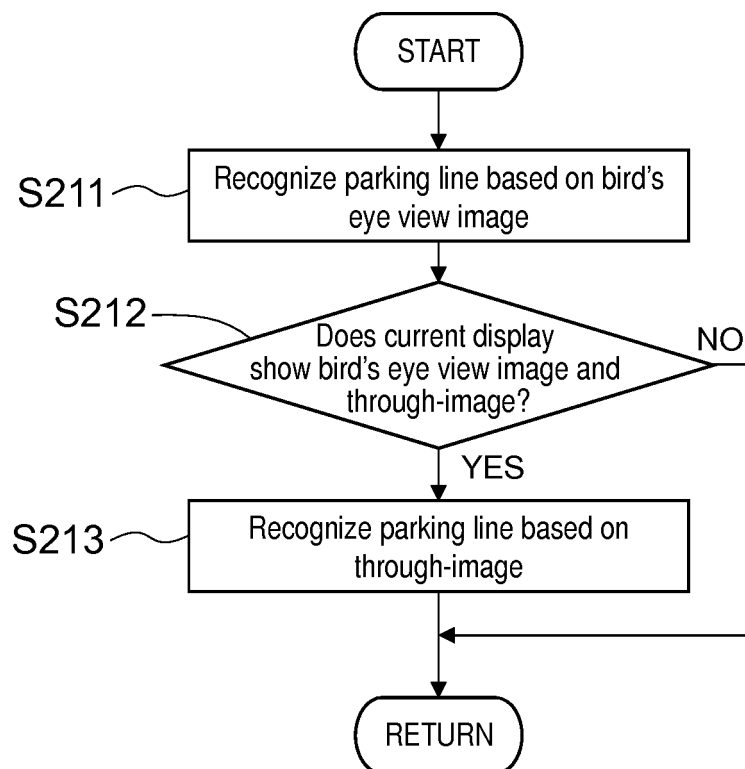 START
S211
Recognize parking line based on bird's
eye view image
S212
Does current display
show bird's eye view image and
through-image?
NO
YES
S213
Recognize parking line based on
through-image
RETURN